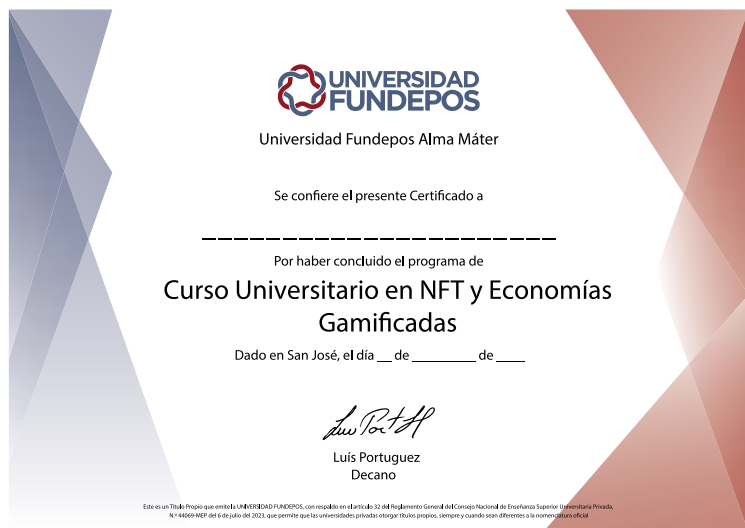 UNIVERSIDAD
FUNDEPOS
Universidad Fundepos Alma Máter
Se confiere el presente Certificado a
Por haber concluido el programa de
Curso Universitario en NFT y Economías
Gamificadas
Dado en San José, el día __ de ________ de ____
Luís Portuguez
Decano
Este es un Título Propio que emite la UNIVERSIDAD FUNDEPOS, con respaldo en el artículo 32 del Reglamento General del Consejo Nacional de Enseñanza Superior Universitaria Privada,
N.º 44069-MEP del 6 de julio del 2023, que permite que las universidades privadas otorgar títulos propios, siempre y cuando sean diferentes a la nomenclatura oficial